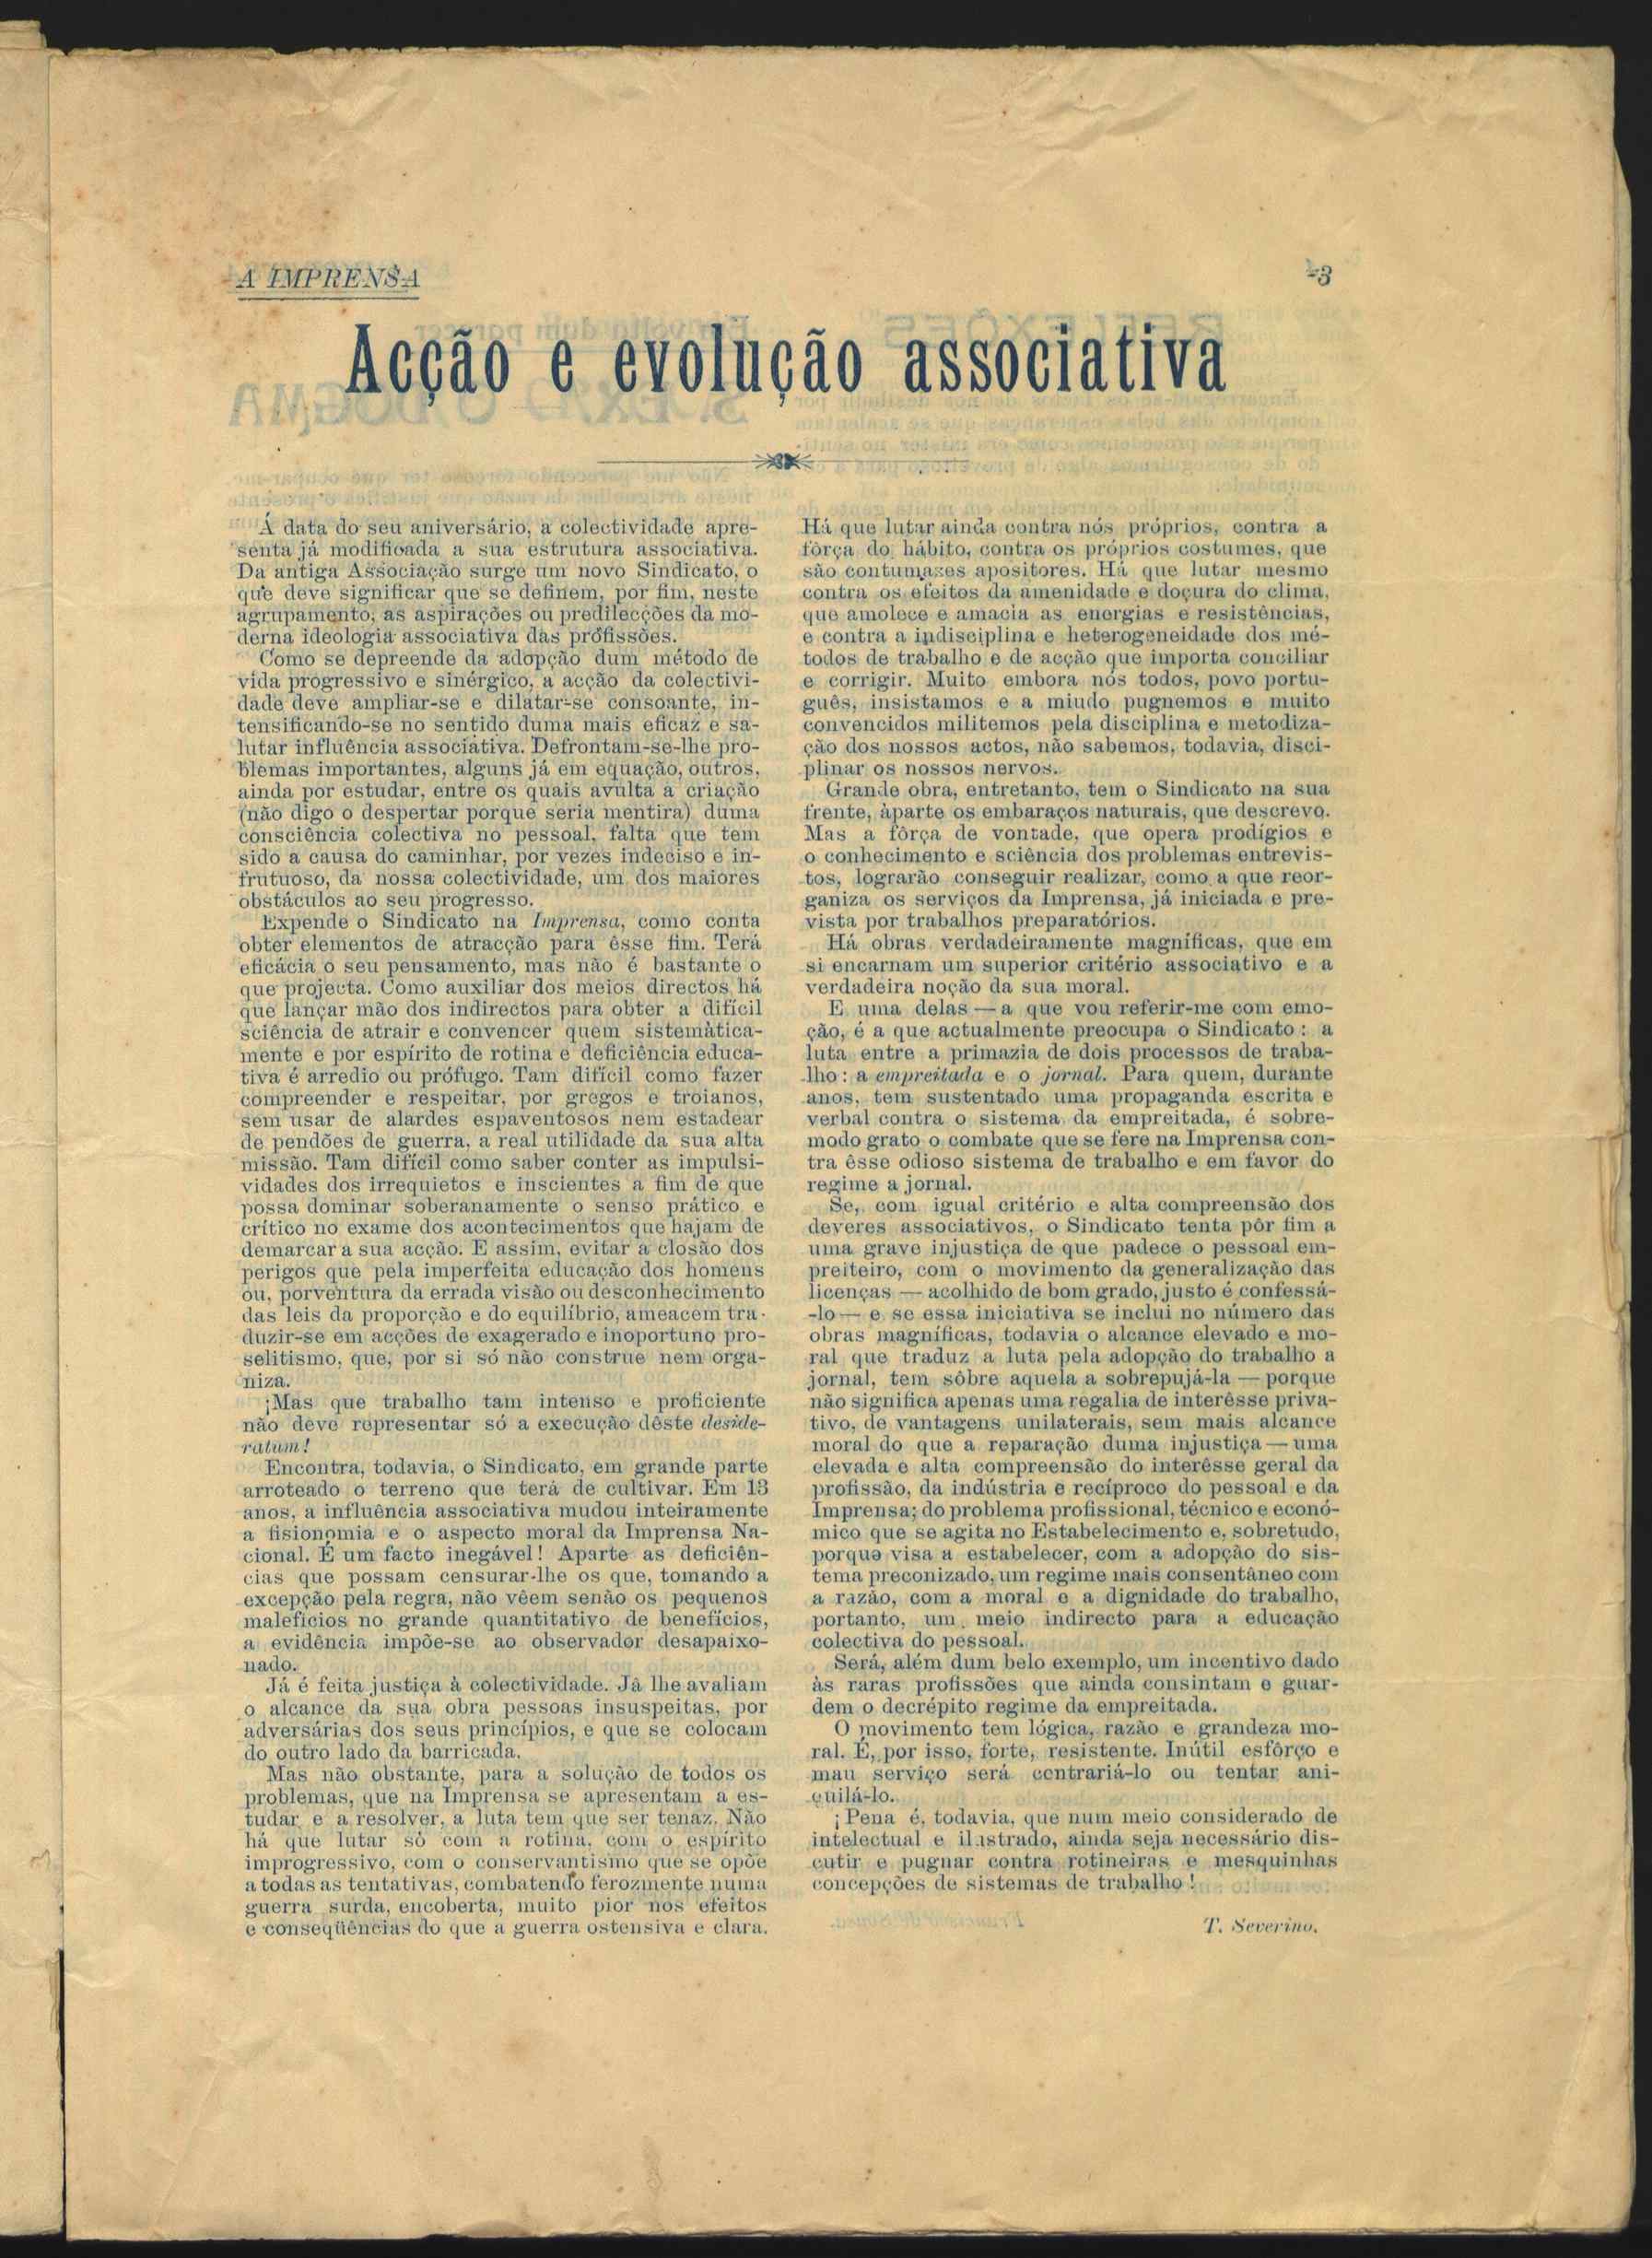 A IMPRENSA
3
Acção e evolução associativa
Á data do seu aniversário, a colectividade apre-
senta já modificada a sua estrutura associativa.
Da antiga Associação surge um novo Sindicato, o
que deve significar que se definem, por fim, neste
agrupamento, as aspirações ou predilecções da mo-
derna ideologia associativa das profissões.
Como se depreende da adopção dum método de
vida progressivo e sinérgico, a acção da colectivi-
dade deve ampliar-se e dilatar-se consoante, in-
tensificando-se no sentido duma mais eficaz e sa-
lutar influência associativa. Defrontam-se-lhe pro-
blemas importantes, alguns já em equação, outros,
ainda por estudar, entre os quais avulta a criação
(não digo o despertar porque seria mentira) duma
consciência colectiva no pessoal, falta que tem
sido a causa do caminhar, por vezes indeciso e in-
frutuoso, da nossa colectividade, um dos maiores
obstáculos ao seu progresso.
Expende o Sindicato na Imprensa, como conta
obter elementos de atracção para êsse fim. Terá
eficácia o seu pensamento, mas não é bastante o
que projecta. Como auxiliar dos meios directos há
que lançar mão dos indirectos para obter a difícil
sciência de atrair e convencer quem sistemàtica-
mente e por espírito de rotina e deficiência educa-
tiva é arredio ou prófugo. Tam difícil como fazer
compreender e respeitar, por gregos e troianos,
sem usar de alardes espaventosos nem estadear
de pendões de guerra, a real utilidade da sua alta
missão. Tam difícil como saber conter as impulsi-
vidades dos irrequietos e inscientes a fim de que
possa dominar soberanamente o senso prático e
crítico no exame dos acontecimentos que hajam de
demarcar a sua acção. E assim, evitar a closão dos
perigos que pela imperfeita educação dos homens
ou, porventura da errada visão ou desconhecimento
das leis da proporção e do equilíbrio, ameacem tra-
duzir-se em acções de exagerado e inoportuno pro-
selitismo, que, por si só não construe nem orga-
niza.
¡Mas que trabalho tam intenso e proficiente
não deve representar só a execução dêste deside-
ratum!
Encontra, todavia, o Sindicato, em grande parte
arroteado o terreno que terá de cultivar. Em 13
anos, a influência associativa mudou inteiramente
a fisionomia e o aspecto moral da Imprensa Na-
cional. É um facto inegável! Aparte as deficiên-
cias que possam censurar-lhe os que, tomando a
excepção pela regra, não vêem senão os pequenos
malefícios no grande quantitativo de benefícios,
a evidência impõe-se ao observador desapaixo-
nado.
Já é feita justiça à colectividade. Jâ lhe avaliam
o alcance da sua obra pessoas insuspeitas, por
adversárias dos seus princípios, e que se colocam
do outro lado da barricada.
Mas não obstante, para a solução de todos os
problemas, que na Imprensa se apresentam a es-
tudar e a resolver, a luta tem que ser tenaz. Não
há que lutar só com a rotina, com o espírito
improgressivo, com o conservantismo que se opõe
a todas as tentativas, combatendo ferozmente numa
guerra surda, encoberta, muito pior nos efeitos
e conseqüências do que a guerra ostensiva e clara.
Há que lutar ainda contra nós próprios, contra a
fôrça do hábito, contra os próprios costumes, que
são contumazes apositores. Há que lutar mesmo
contra os efeitos da amenidade e doçura do clima,
que amolece e amacia as energias e resistências,
e contra a indisciplina e heterogeneidade dos mé-
todos de trabalho e de acção que importa conciliar
e corrigir. Muito embora nós todos, povo portu-
guês, insistamos e a miudo pugnemos e muito
convencidos militemos pela disciplina e metodiza-
ção dos nossos actos, não sabemos, todavia, disci-
plinar os nossos nervos.
Grande obra, entretanto, tem o Sindicato na sua
frente, àparte os embaraços naturais, que descrevo.
Mas a fôrça de vontade, que opera prodígios e
o conhecimento e sciência dos problemas entrevis-
tos, lograrão conseguir realizar, como a que reor-
ganiza os serviços da Imprensa, já iniciada e pre-
vista por trabalhos preparatórios.
Há obras verdadeiramente magníficas, que em
si encarnam um superior critério associativo e a
verdadeira noção da sua moral.
E uma delas — a que vou referir-me com emo-
ção, é a que actualmente preocupa o Sindicato: a
luta entre a primazia de dois processos de traba-
lho: a empreitada e o jornal. Para quem, durante
anos, tem sustentado uma propaganda escrita e
verbal contra o sistema da empreitada, é sobre-
modo grato o combate que se fere na Imprensa con-
tra êsse odioso sistema de trabalho e em favor do
regime a jornal.
Se, com igual critério e alta compreensão dos
deveres associativos, o Sindicato tenta pôr fim a
uma grave injustiça de que padece o pessoal em-
preiteiro, com o movimento da generalização das
licenças — acolhido de bom grado, justo é confessá-
-lo — e se essa iniciativa se inclui no número das
obras magníficas, todavia o alcance elevado e mo-
ral que traduz a luta pela adopção do trabalho a
jornal, tem sôbre aquela a sobrepujá-la — porque
não significa apenas uma regalia de interêsse priva-
tivo, de vantagens unilaterais, sem mais alcance
moral do que a reparação duma injustiça — uma
elevada e alta compreensão do interêsse geral da
profissão, da indústria e recíproco do pessoal e da
Imprensa; do problema profissional, técnico e econó-
mico que se agita no Estabelecimento e, sobretudo,
porque visa a estabelecer, com a adopção do sis-
tema preconizado, um regime mais consentâneo com
a razão, com a moral e a dignidade do trabalho,
portanto, um meio indirecto para a educação
colectiva do pessoal.
Será, além dum belo exemplo, um incentivo dado
às raras profissões que ainda consintam e guar-
dem o decrépito regime da empreitada.
O movimento tem lógica, razão e grandeza mo-
ral. É, por isso, forte, resistente. Inútil esfôrço e
mau serviço será contrariá-lo ou tentar ani-
quilá-lo.
¡Pena é, todavia, que num meio considerado de
intelectual e ilustrado, ainda seja necessário dis-
cutir e pugnar contra rotineiras e mesquinhas
concepções de sistemas de trabalho!
T. Severino.